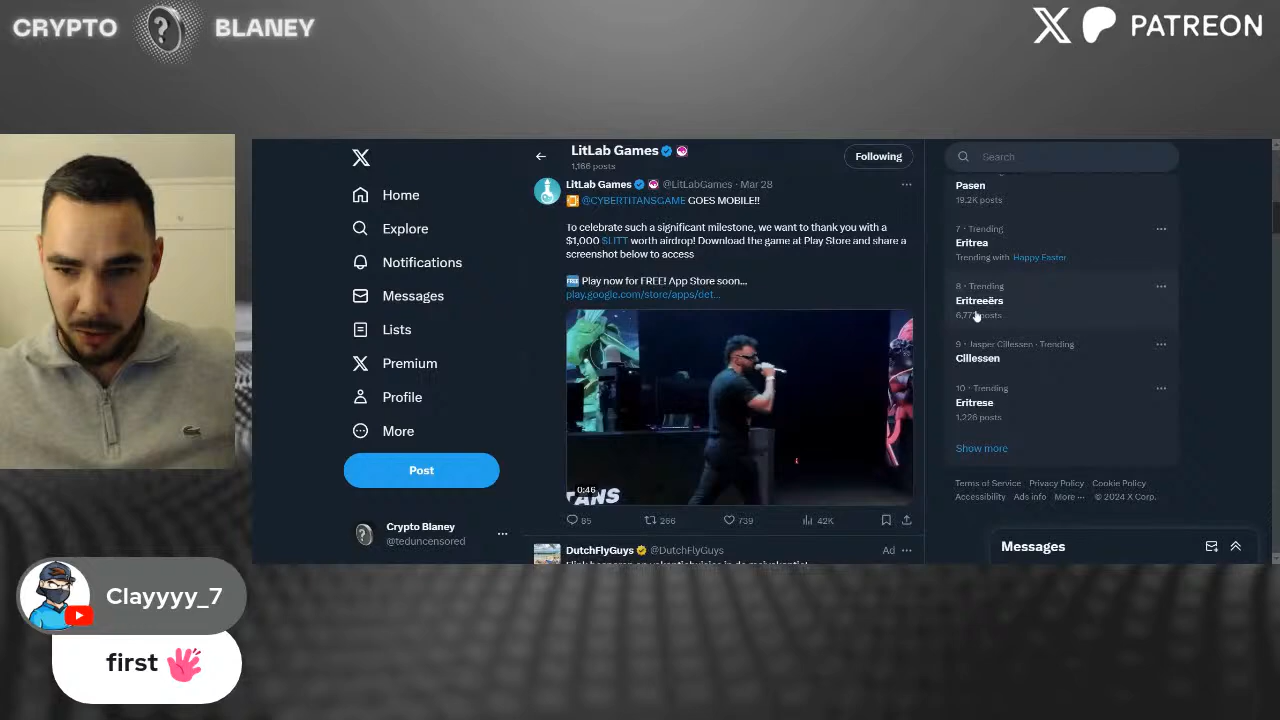 CRYPTO BLANEY
X PATREON
LitLab Games
1,166 posts
Following
Search
Home
Explore
Notifications
Messages
Lists
Premium
Profile
More
Post
Crypto Blaney
@teduncensored
LitLab Games @LitLabGames · Mar 28
@CYBERTITANSGAME GOES MOBILE!!
To celebrate such a significant milestone, we want to thank you with a
$1,000 $LITT worth airdrop! Download the game at Play Store and share a
screenshot below to access
FREE Play now for FREE! App Store soon...
play.google.com/store/apps/det...
0:46
TANS
85
266
739
42K
DutchFlyGuys @DutchFlyGuys
Ad
Pasen
19.2K posts
7 · Trending
Eritrea
Trending with Happy Easter
8 · Trending
Eritreeërs
posts
9 · Jasper Cillessen · Trending
Cillessen
10 · Trending
Eritrese
1,226 posts
Show more
Terms of Service Privacy Policy Cookie Policy
Accessibility Ads info More ··· © 2024 X Corp.
Messages
Clayyyy_7
first